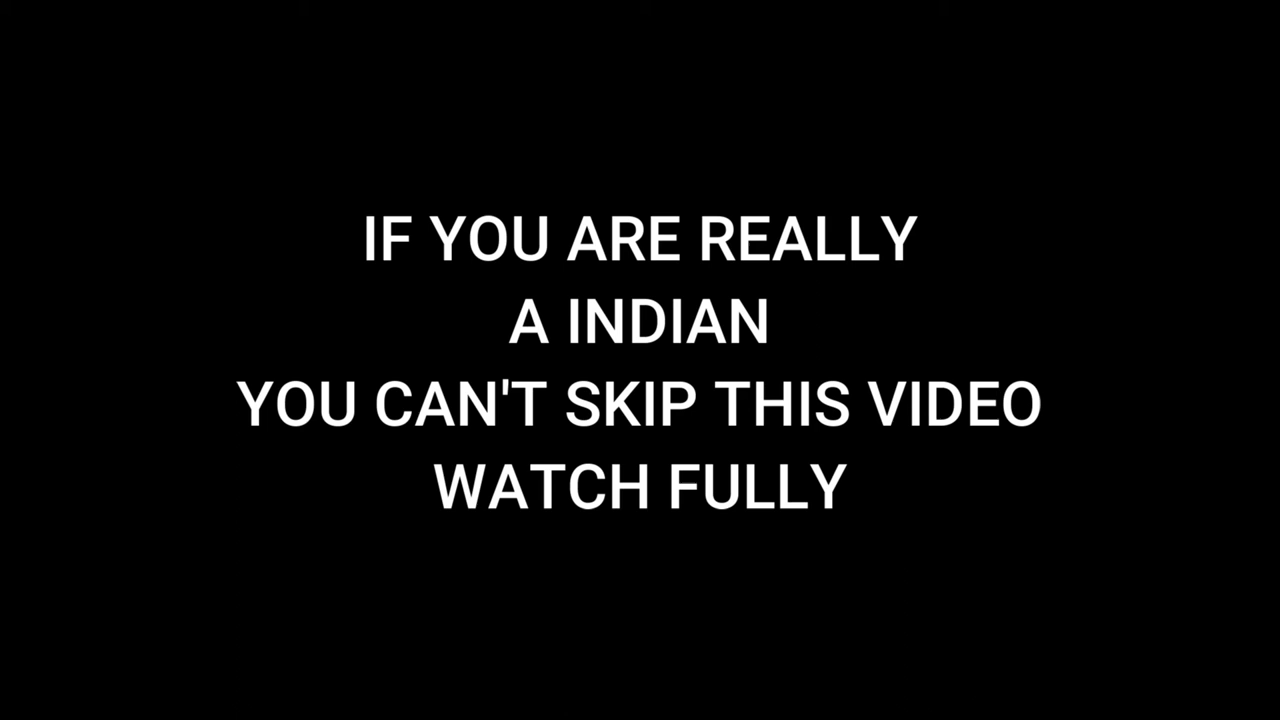 IF YOU ARE REALLY
A INDIAN
YOU CAN'T SKIP THIS VIDEO
WATCH FULLY